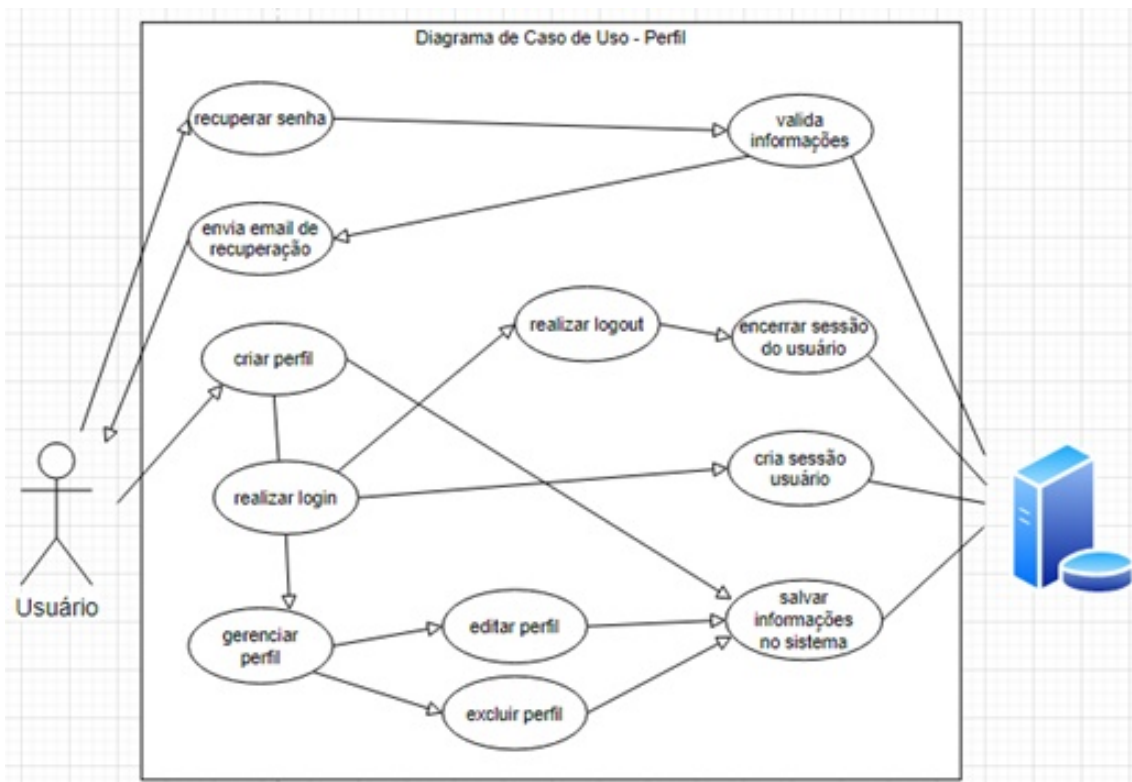 Diagrama de Caso de Uso - Perfil
recuperar senha
valida
informações
envia email de
recuperação
realizar logout
encerrar sessão
do usuário
criar perfil
cria sessão
usuário
realizar login
Usuário
gerenciar
perfil
editar perfil
salvar
informações
no sistema
excluir perfil